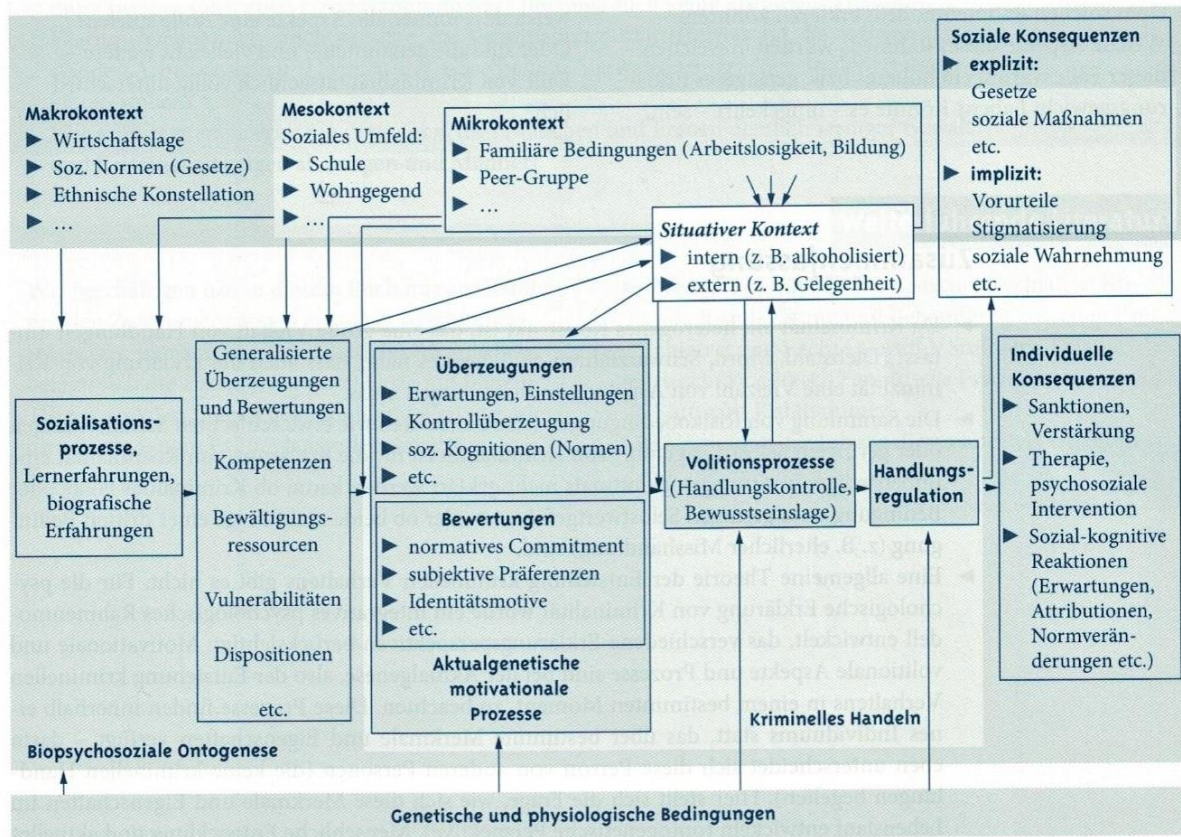 Makrokontext
► Wirtschaftslage
► Soz. Normen (Gesetze)
► Ethnische Konstellation
► …
Mesokontext
Soziales Umfeld:
► Schule
► Wohngegend
► …
Mikrokontext
► Familiäre Bedingungen (Arbeitslosigkeit, Bildung)
► Peer-Gruppe
► …
Situativer Kontext
► intern (z. B. alkoholisiert)
► extern (z. B. Gelegenheit)
Soziale Konsequenzen
► explizit:
Gesetze
soziale Maßnahmen
etc.
► implizit:
Vorurteile
Stigmatisierung
soziale Wahrnehmung
etc.
Sozialisations-
prozesse,
Lernerfahrungen,
biografische
Erfahrungen
Generalisierte
Überzeugungen
und Bewertungen
Kompetenzen
Bewältigungs-
ressourcen
Vulnerabilitäten
Dispositionen
etc.
Überzeugungen
► Erwartungen, Einstellungen
► Kontrollüberzeugung
► soz. Kognitionen (Normen)
► etc.
Bewertungen
► normatives Commitment
► subjektive Präferenzen
► Identitätsmotive
► etc.
Aktualgenetische
motivationale
Prozesse
Volitionsprozesse
(Handlungskontrolle,
Bewusstseinslage)
Handlungs-
regulation
Individuelle
Konsequenzen
► Sanktionen,
Verstärkung
► Therapie,
psychosoziale
Intervention
► Sozial-kognitive
Reaktionen
(Erwartungen,
Attributionen,
Normverän-
derungen etc.)
Kriminelles Handeln
Biopsychosoziale Ontogenese
Genetische und physiologische Bedingungen